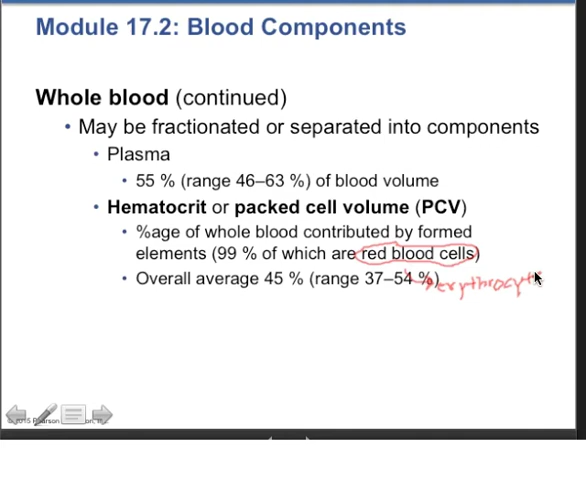 Module 17.2: Blood Components
Whole blood (continued)
• May be fractionated or separated into components
• Plasma
• 55 % (range 46–63 %) of blood volume
• Hematocrit or packed cell volume (PCV)
• %age of whole blood contributed by formed
elements (99 % of which are red blood cells)
• Overall average 45 % (range 37–54 %)
erythrocyt